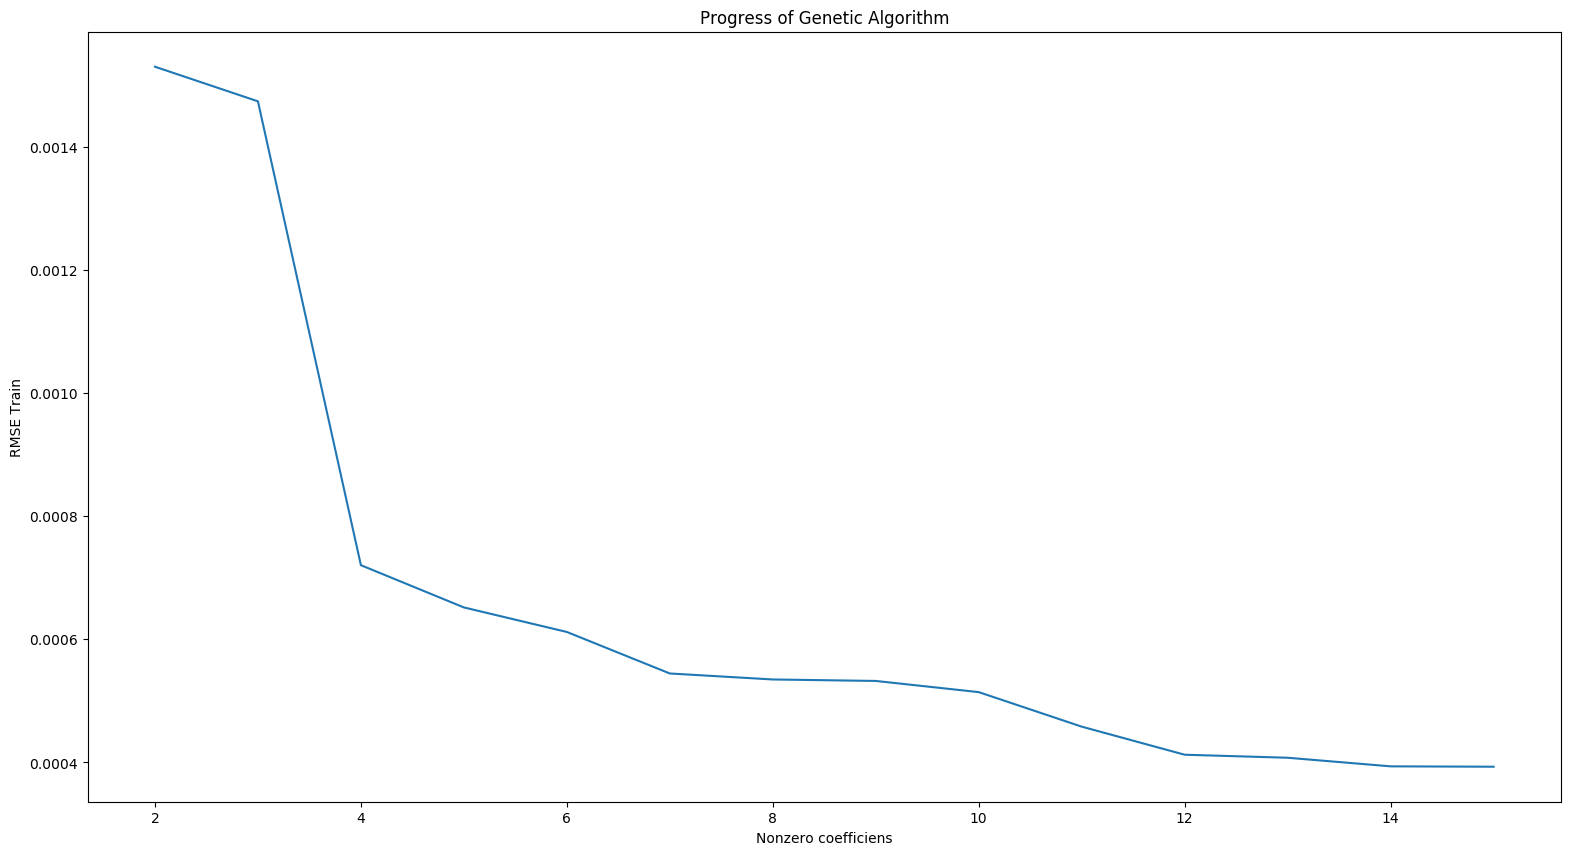 Progress of Genetic Algorithm
RMSE Train
0.0014
0.0012
0.0010
0.0008
0.0006
0.0004
2 4 6 8 10 12 14
Nonzero coefficiens